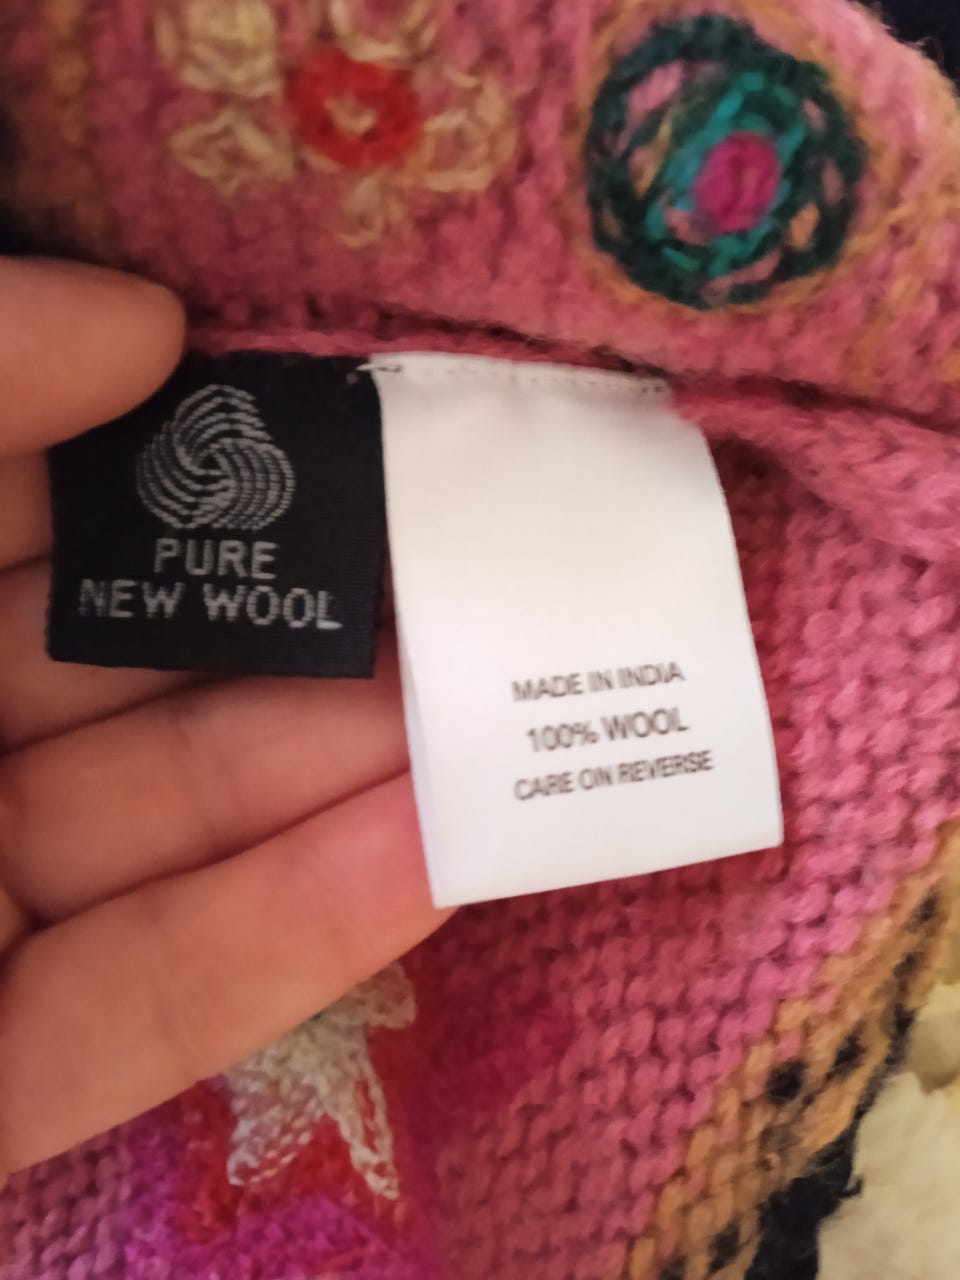 PURE
NEW WOOL
MADE IN INDIA
100% WOOL
CARE ON REVERSE